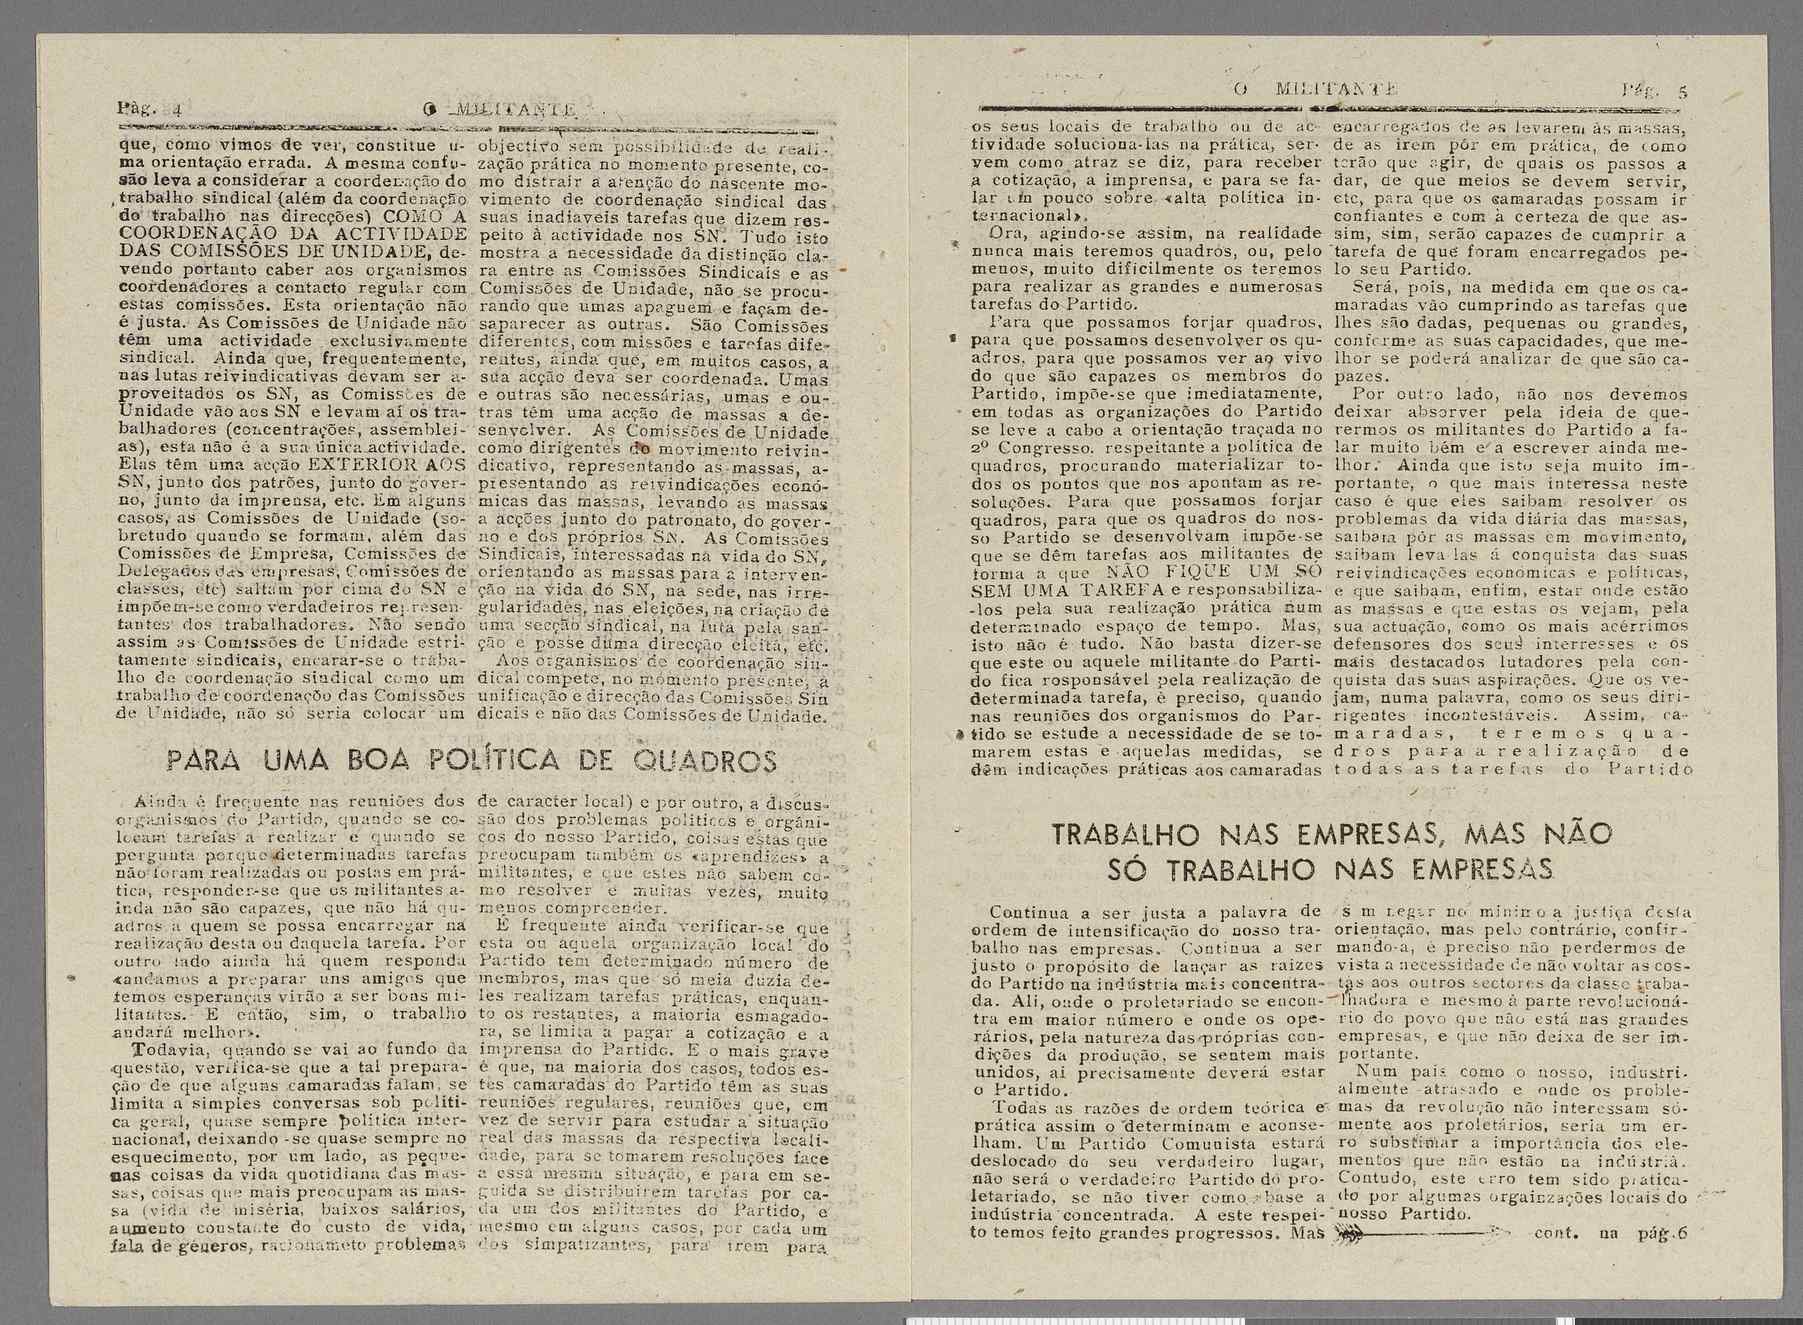 Pàg. 4
O MILITANTE
que, como vimos de ver, constitue u-
ma orientação errada. A mesma confu-
são leva a considerar a coordenação do
trabalho sindical (além da coordenação
do trabalho nas direcções) COMO A
COORDENAÇÃO DA ACTIVIDADE
DAS COMISSÕES DE UNIDADE, de-
vendo portanto caber aos organismos
coordenadores a contacto regular com
estas comissões. Esta orientação não
é justa. As Comissões de Unidade não
têm uma actividade exclusivamente
sindical. Ainda que, frequentemente,
nas lutas reivindicativas devam ser a-
proveitados os SN, as Comissões de
Unidade vão aos SN e levam aí os tra-
balhadores (concentrações, assemblei-
as), esta não é a sua única actividade.
Elas têm uma acção EXTERIOR AOS
SN, junto dos patrões, junto do gover-
no, junto da imprensa, etc. Em alguns
casos, as Comissões de Unidade (so-
bretudo quando se formam, além das
Comissões de Empresa, Comissões de
Delegados das empresas, Comissões de
classes, etc) saltam por cima do SN e
impõem-se como verdadeiros represen-
tantes dos trabalhadores. Não sendo
assim as Comissões de Unidade estri-
tamente sindicais, encarar-se o traba-
lho de coordenação sindical como um
trabalho de coordenação das Comissões
de Unidade, não só seria colocar um
objectivo sem possibilidade de reali-
zação prática no momento presente, co-
mo distrair a atenção do nascente mo-
vimento de coordenação sindical das
suas inadiaveis tarefas que dizem res-
peito à actividade nos SN. Tudo isto
mostra a necessidade da distinção cla-
ra entre as Comissões Sindicais e as
Comissões de Unidade, não se procu-
rando que umas apaguem e façam de-
saparecer as outras. São Comissões
diferentes, com missões e tarefas dife-
rentes, ainda que, em muitos casos, a
sua acção deva ser coordenada. Umas
e outras são necessárias, umas e ou-
tras têm uma acção de massas a de-
senvolver. As Comissões de Unidade
como dirigentes do movimento reivin-
dicativo, representando as massas, a-
presentando as reivindicações econó-
micas das massas, levando as massas
a acções junto do patronato, do gover-
no e dos próprios SN. As Comissões
Sindicais, interessadas na vida do SN,
orientando as massas para a interven-
ção na vida do SN, na sede, nas irre-
gularidades, nas eleições, na criação de
uma secção sindical, na luta pela san-
ção e posse duma direcção eleita, etc.
Aos organismos de coordenação sin-
dical compete, no momento presente, a
unificação e direcção das Comissões Sin
dicais e não das Comissões de Unidade.
PARA UMA BOA POLÍTICA DE QUADROS
Ainda é frequente nas reuniões dos
organismos do Partido, quando se co-
locam tarefas a realizar e quando se
pergunta porque determinadas tarefas
não foram realizadas ou postas em prá-
tica, responder-se que os militantes a-
inda não são capazes, que não há qu-
adros a quem se possa encarregar na
realização desta ou daquela tarefa. Por
outro lado ainda há quem responda
«andamos a preparar uns amigos que
temos esperanças virão a ser bons mi-
litantes. E então, sim, o trabalho
andará melhor».
Todavia, quando se vai ao fundo da
questão, verifica-se que a tal prepara-
ção de que alguns camaradas falam, se
limita a simples conversas sob politi-
ca geral, quase sempre política inter-
nacional, deixando -se quase sempre no
esquecimento, por um lado, as peque-
nas coisas da vida quotidiana das mas-
sas, coisas que mais preocupam as mas-
sa (vida de miséria, baixos salários,
aumento constante do custo de vida,
fala de géneros, racionameto problemas
de caracter local) e por outro, a discus-
são dos problemas politicos e orgâni-
cos do nosso Partido, coisas estas que
preocupam também os «aprendizes» a
militantes, e que estes não sabem co-
mo resolver e muitas vezes, muito
menos compreender.
É frequente ainda verificar-se que
esta ou aquela organização local do
Partido tem determinado número de
membros, mas que só meia duzia de-
les realizam tarefas práticas, enquan-
to os restantes, a maioria esmagado-
ra, se limita a pagar a cotização e a
imprensa do Partido. E o mais grave
é que, na maioria dos casos, todos es-
tes camaradas do Partido têm as suas
reuniões regulares, reuniões que, em
vez de servir para estudar a situação
real das massas da respectiva locali-
dade, para se tomarem resoluções face
a essa mesma situação, e para em se-
guida se distribuirem tarefas por ca-
da um dos militantes do Partido, e
mesmo em alguns casos, por cada um
dos simpatizantes, para irem para
O MILITANTE
Pág. 5
os seus locais de trabalho ou de ac-
tividade soluciona-las na prática, ser-
vem como atraz se diz, para receber
a cotização, a imprensa, e para se fa-
lar um pouco sobre «alta política in-
ternacional».
Ora, agindo-se assim, na realidade
nunca mais teremos quadros, ou, pelo
menos, muito dificilmente os teremos
para realizar as grandes e numerosas
tarefas do Partido.
Para que possamos forjar quadros,
para que possamos desenvolver os qu-
adros, para que possamos ver ao vivo
do que são capazes os membros do
Partido, impõe-se que imediatamente,
em todas as organizações do Partido
se leve a cabo a orientação traçada no
2º Congresso, respeitante a política de
quadros, procurando materializar to-
dos os pontos que nos apontam as re-
soluções. Para que possamos forjar
quadros, para que os quadros do nos-
so Partido se desenvolvam impõe-se
que se dêm tarefas aos militantes de
forma a que NÃO FIQUE UM SÓ
SEM UMA TAREFA e responsabiliza-
-los pela sua realização prática num
determinado espaço de tempo. Mas,
isto não é tudo. Não basta dizer-se
que este ou aquele militante do Parti-
do fica rosponsável pela realização de
determinada tarefa, é preciso, quando
nas reuniões dos organismos do Par-
tido se estude a necessidade de se to-
marem estas e aquelas medidas, se
dêm indicações práticas aos camaradas
encarregados de as levarem às massas,
de as irem pôr em prática, de como
terão que agir, de quais os passos a
dar, de que meios se devem servir,
etc, para que os camaradas possam ir
confiantes e com à certeza de que as-
sim, sim, serão capazes de cumprir a
tarefa de que foram encarregados pe-
lo seu Partido.
Será, pois, na medida em que os ca-
maradas vão cumprindo as tarefas que
lhes são dadas, pequenas ou grandes,
conforme as suas capacidades, que me-
lhor se poderá analizar de que são ca-
pazes.
Por outro lado, não nos devemos
deixar absorver pela ideia de que-
rermos os militantes do Partido a fa-
lar muito bém e a escrever ainda me-
lhor. Ainda que isto seja muito im-
portante, o que mais interessa neste
caso é que eles saibam resolver os
problemas da vida diária das massas,
saibam pôr as massas em movimento,
saibam leva-las á conquista das suas
reivindicações económicas e políticas,
e que saibam, enfim, estar onde estão
as massas e que estas os vejam, pela
sua actuação, como os mais acérrimos
defensores dos seus interresses e os
mais destacados lutadores pela con-
quista das suas aspirações. Que os ve-
jam, numa palavra, como os seus diri-
rigentes incontestáveis. Assim, ca-
maradas, teremos qua-
dros para a realização de
todas as tarefas do Partido
TRABALHO NAS EMPRESAS, MAS NÃO
SÓ TRABALHO NAS EMPRESAS
Continua a ser justa a palavra de
ordem de intensificação do nosso tra-
balho nas empresas. Continua a ser
justo o propósito de lançar as raizes
do Partido na indústria mais concentra-
da. Ali, onde o proletariado se encon-
tra em maior número e onde os ope-
rários, pela natureza das próprias con-
dições da produção, se sentem mais
unidos, ai precisamente deverá estar
o Partido.
Todas as razões de ordem teórica e
prática assim o determinam e aconse-
lham. Um Partido Comunista estará
deslocado do seu verdadeiro lugar,
não será o verdadeiro Partido do pro-
letariado, se não tiver como base a
indústria concentrada. A este respei-
to temos feito grandes progressos. Mas
s m negar no minimo a justiça desta
orientação, mas pelo contrário, confir-
mando-a, é preciso não perdermos de
vista a necessidade de não voltar as cos-
tas aos outros sectores da classe traba-
lhadora e mesmo à parte revolucioná-
rio do povo que não está nas grandes
empresas, e que não deixa de ser im-
portante.
Num pais como o nosso, industri-
almente atrasado e onde os proble-
mas da revolução não interessam só-
mente aos proletários, seria um er-
ro substimar a importância dos ele-
mentos que não estão na indústria.
Contudo, este erro tem sido pratica-
do por algumas orgainzações locais do
nosso Partido.
cont. na pág.6